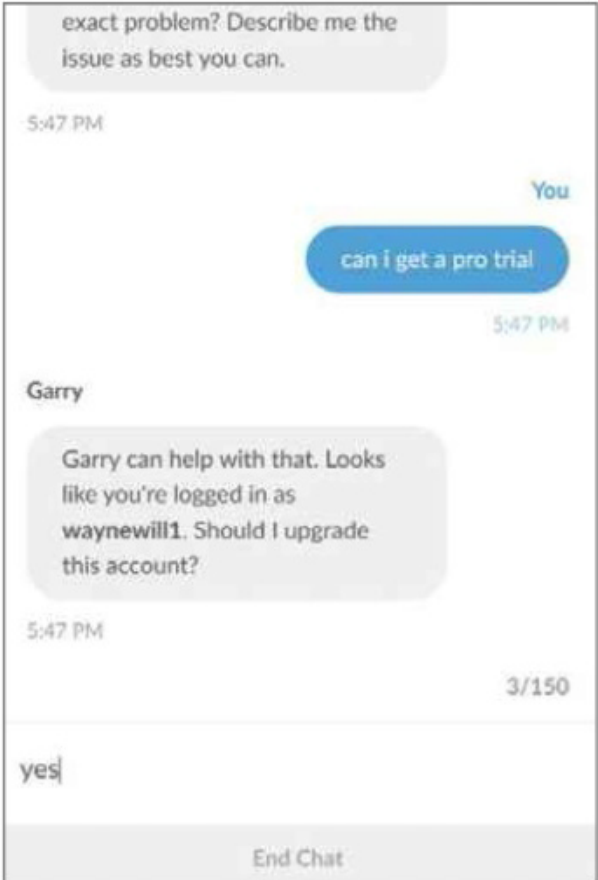 exact problem? Describe me the
issue as best you can.
5:47 PM
You
can i get a pro trial
5:47 PM
Garry
Garry can help with that. Looks
like you're logged in as
waynewill1. Should I upgrade
this account?
5:47 PM
3/150
yes
End Chat